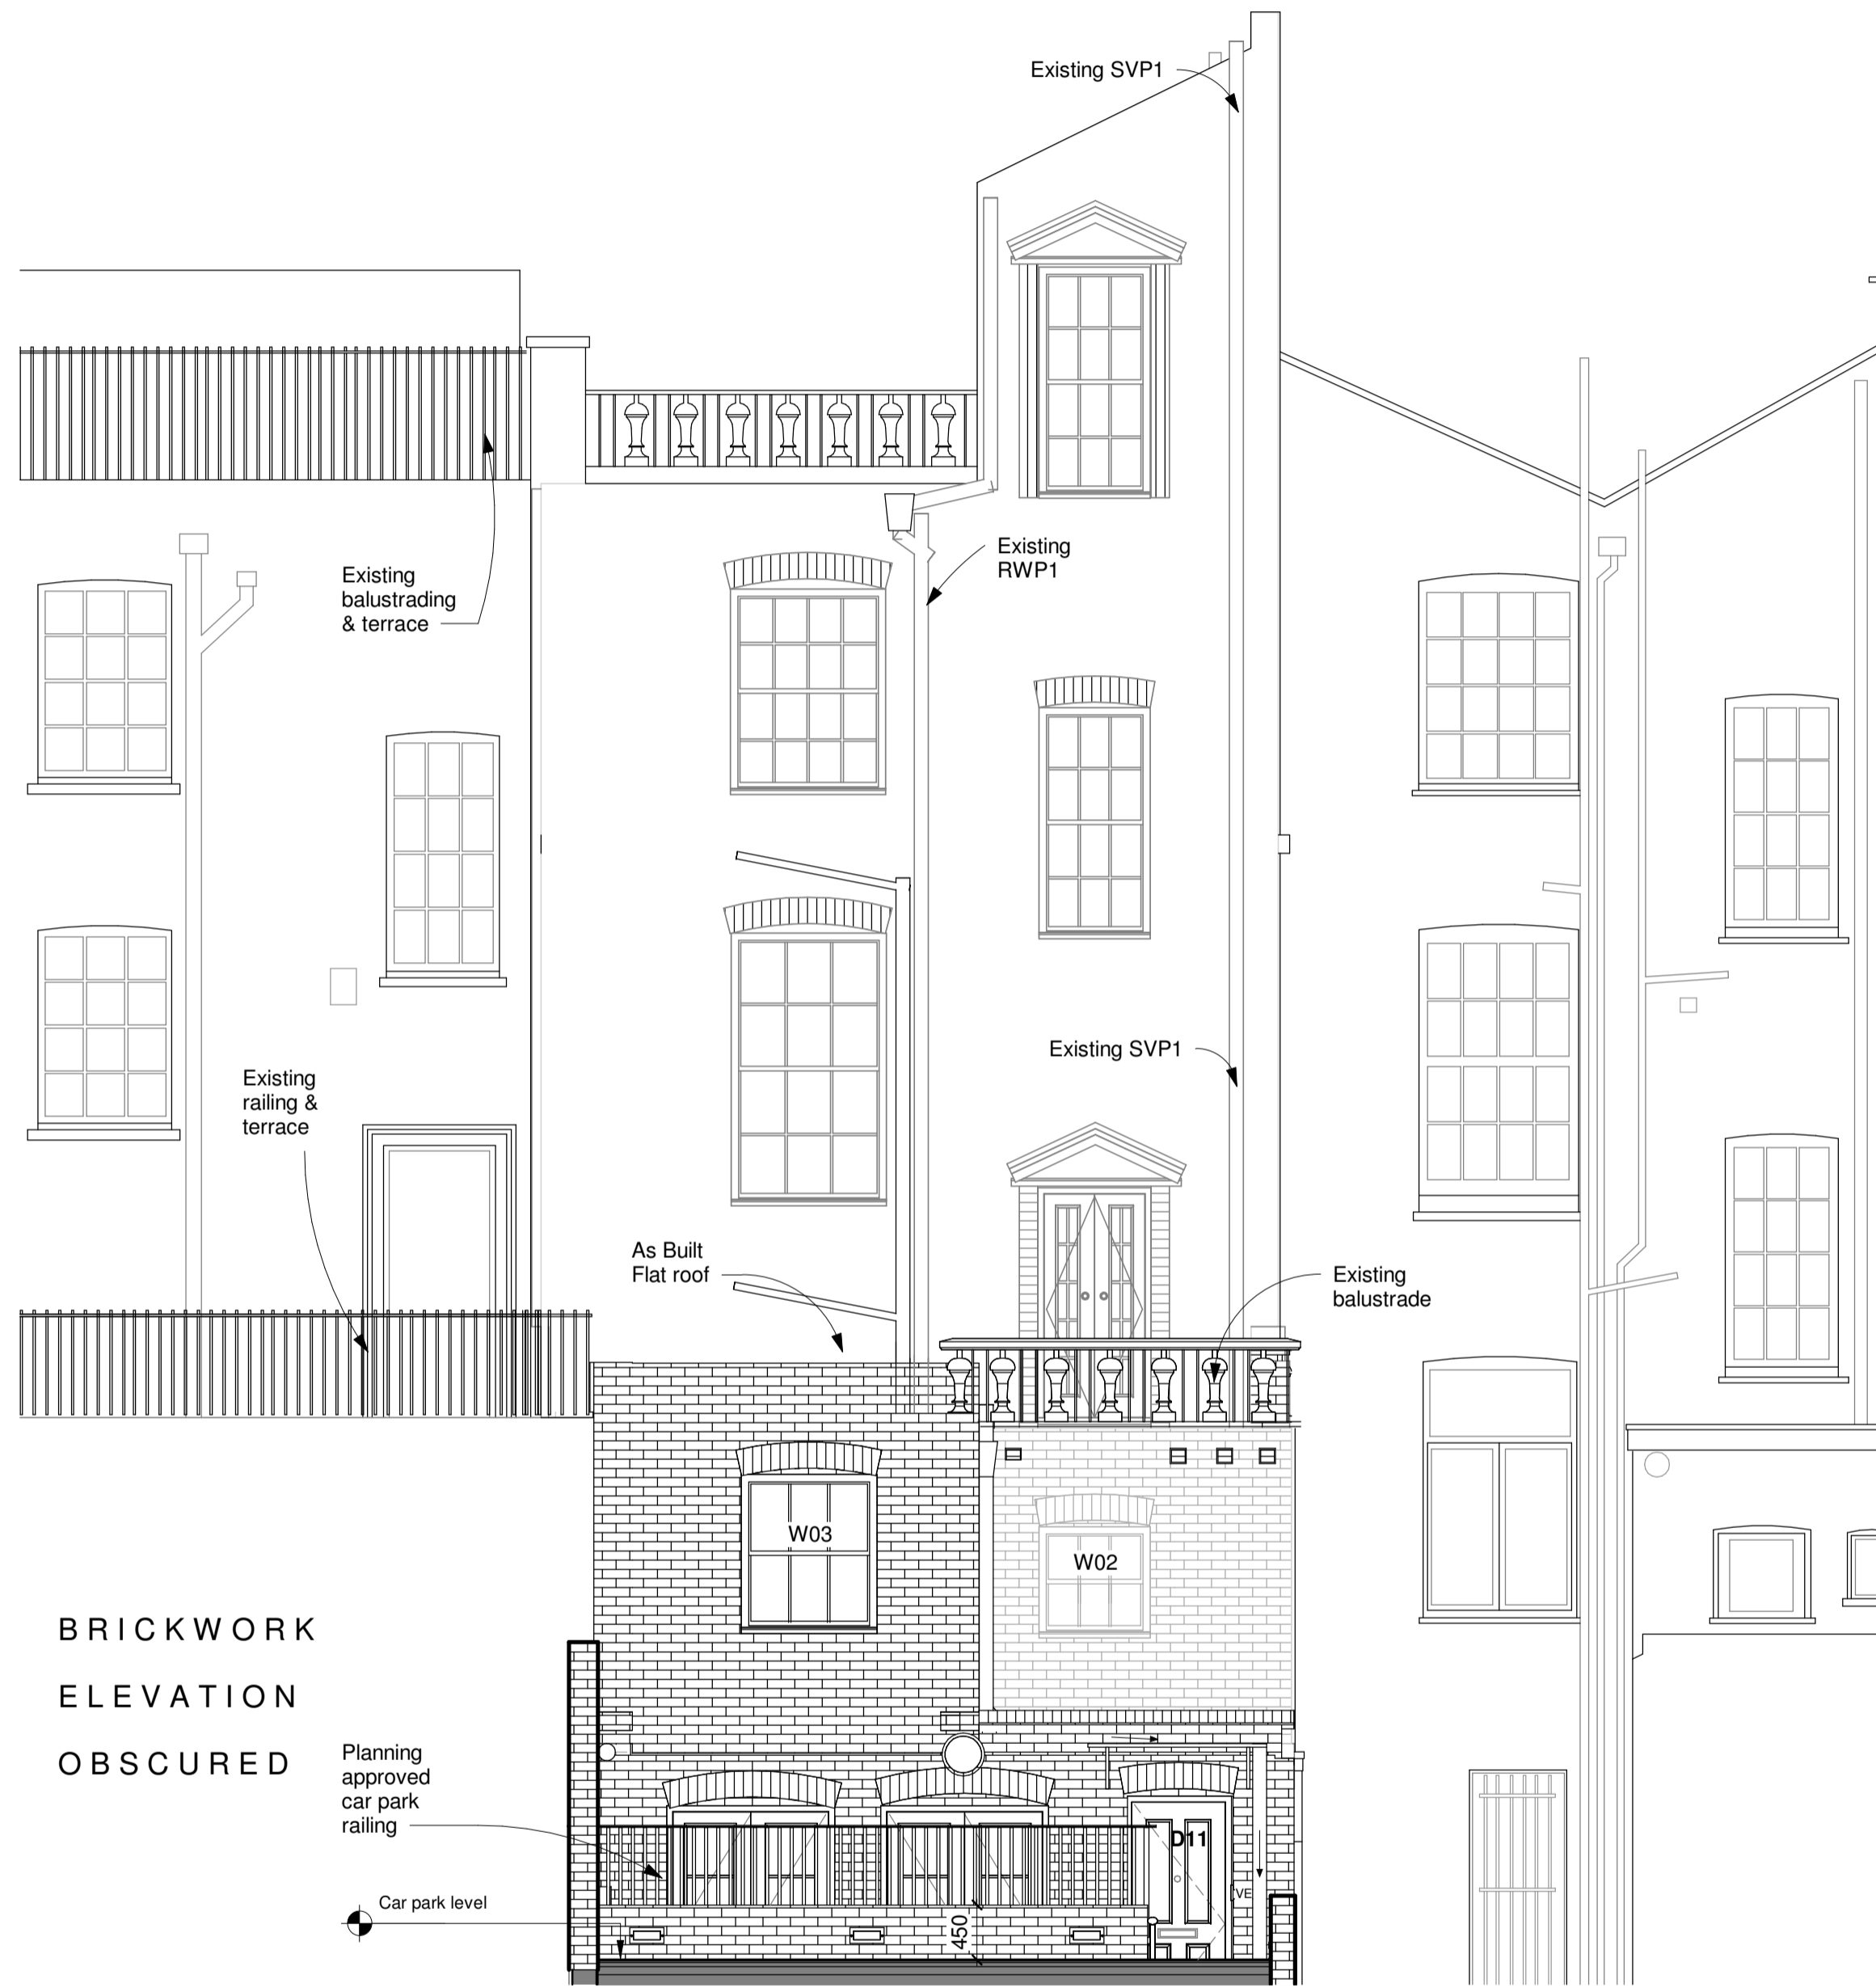 Existing SVP1
Existing
RWP1
Existing
balustrading
& terrace
Existing SVP1
Existing
railing &
terrace
As Built
Flat roof
Existing
balustrade
W03
W02
BRICKWORK
ELEVATION
OBSCURED
Planning
approved
car park
railing
D11
VE
Car park level
450